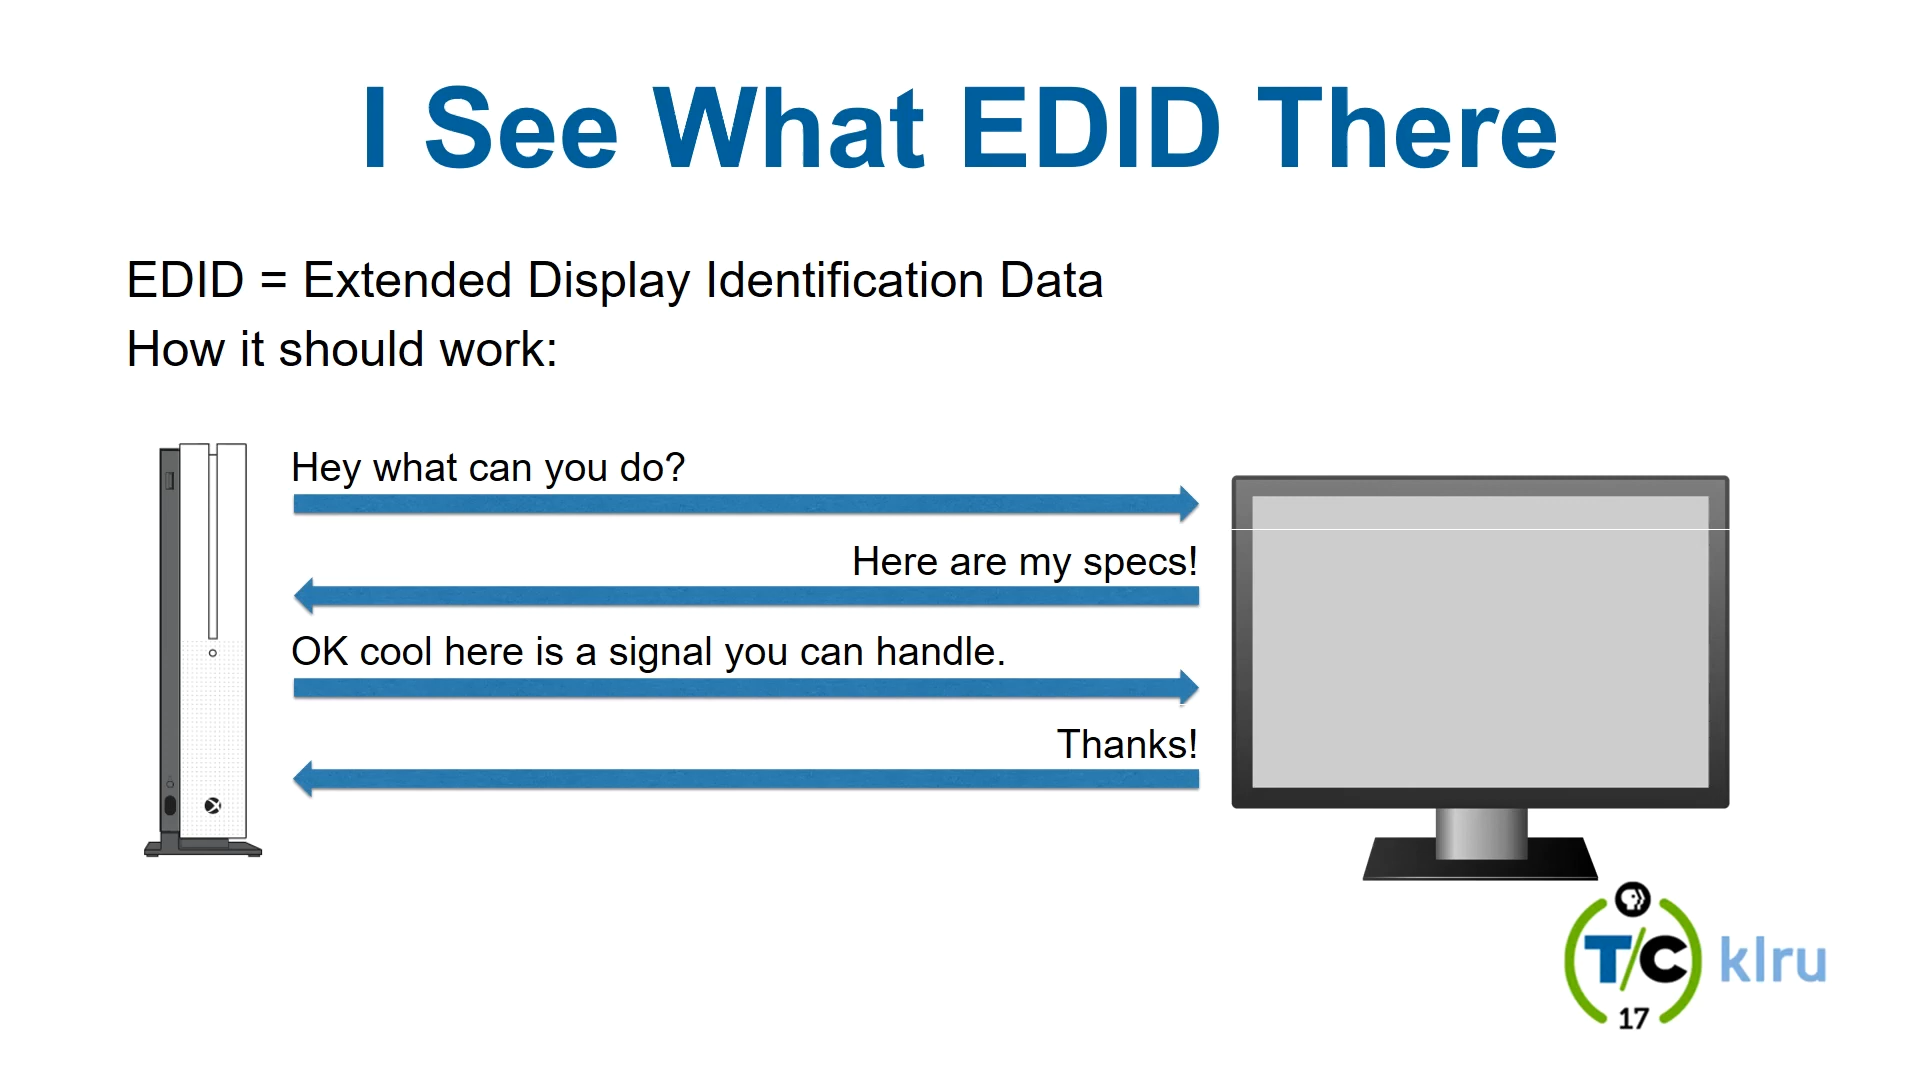 I See What EDID There
EDID = Extended Display Identification Data
How it should work:
Hey what can you do?
Here are my specs!
OK cool here is a signal you can handle.
Thanks!
T/C
klru
17